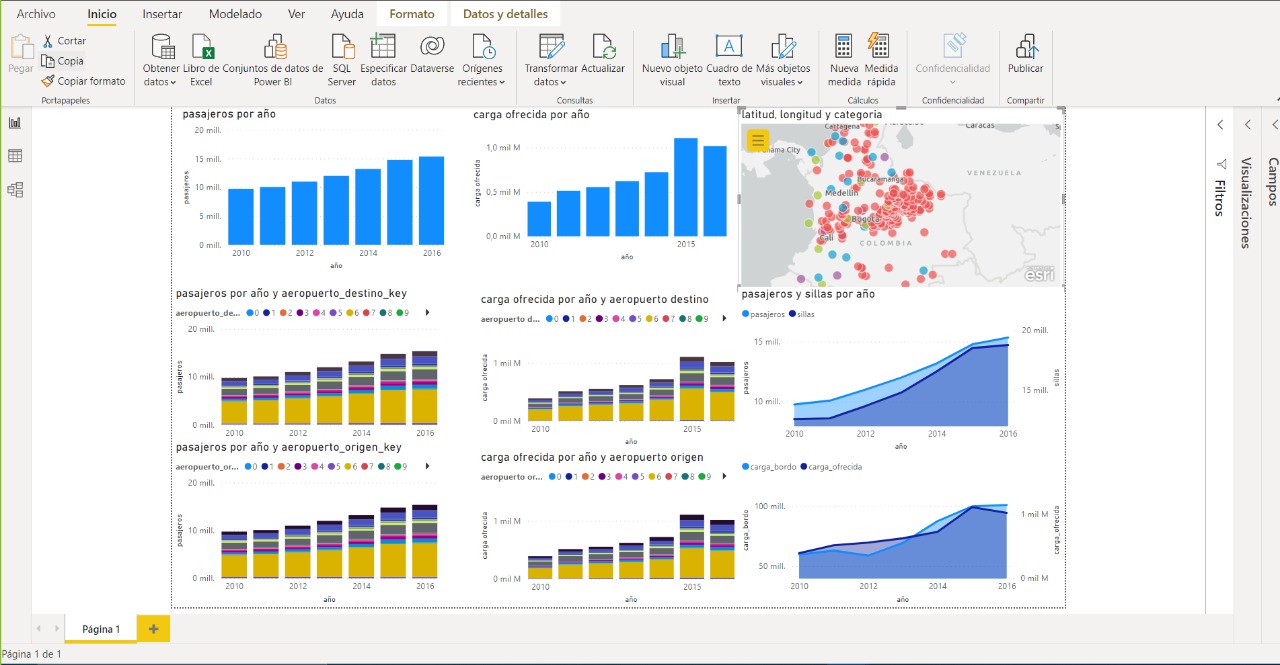 Archivo Inicio Insertar Modelado Ver Ayuda Formato Datos y detalles
Pegar
Cortar
Copia
Copiar formato
Portapapeles
Obtener datos
Libro de Excel
Conjuntos de datos de Power BI
SQL Server
Especificar datos
Dataverse
Orígenes recientes
Datos
Transformar datos
Actualizar
Consultas
Nuevo objeto visual
Cuadro de texto
Más objetos visuales
Insertar
Nueva medida
Medida rápida
Cálculos
Confidencialidad
Confidencialidad
Publicar
Compartir
pasajeros por año
20 mill.
15 mill.
10 mill.
5 mill.
0 mill.
pasajeros
2010 2012 2014 2016
año
carga ofrecida por año
1,0 mil M
0,5 mil M
0,0 mil M
carga ofrecida
2010 2015
año
latitud, longitud y categoria
Cartagena
Caracas
nama City
VENEZUELA
Bucaramanga
Medellín
Bogotá
Cali
COLOMBIA
esri
pasajeros por año y aeropuerto_destino_key
aeropuerto_de... 0 1 2 3 4 5 6 7 8 9
20 mill.
10 mill.
0 mill.
pasajeros
2010 2012 2014 2016
carga ofrecida por año y aeropuerto destino
aeropuerto d... 0 1 2 3 4 5 6 7 8 9
1 mil M
0 mil M
carga ofrecida
2010 2015
año
pasajeros y sillas por año
pasajeros sillas
15 mill.
10 mill.
pasajeros
20 mill.
15 mill.
sillas
2010 2012 2014 2016
año
pasajeros por año y aeropuerto_origen_key
aeropuerto_or... 0 1 2 3 4 5 6 7 8 9
20 mill.
10 mill.
0 mill.
pasajeros
2010 2012 2014 2016
año
carga ofrecida por año y aeropuerto origen
aeropuerto or... 0 1 2 3 4 5 6 7 8 9
1 mil M
0 mil M
carga ofrecida
2010 2015
año
carga_bordo carga_ofrecida
100 mill.
50 mill.
carga_bordo
1 mil M
0 mil M
carga_ofrecida
2010 2012 2014 2016
año
Filtros
Visualizaciones
Campos
Página 1
Página 1 de 1